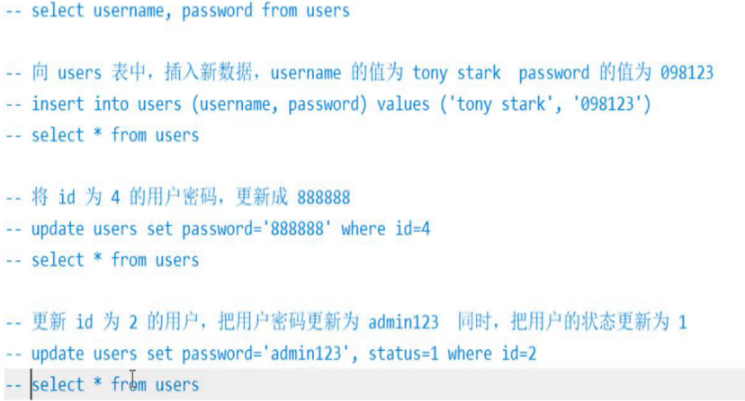 -- select username, password from users
-- 向 users 表中，插入新数据，username 的值为 tony stark  password 的值为 098123
-- insert into users (username, password) values ('tony stark', '098123')
-- select * from users
-- 将 id 为 4 的用户密码，更新成 888888
-- update users set password='888888' where id=4
-- select * from users
-- 更新 id 为 2 的用户，把用户密码更新为 admin123  同时，把用户的状态更新为 1
-- update users set password='admin123', status=1 where id=2
-- select * from users